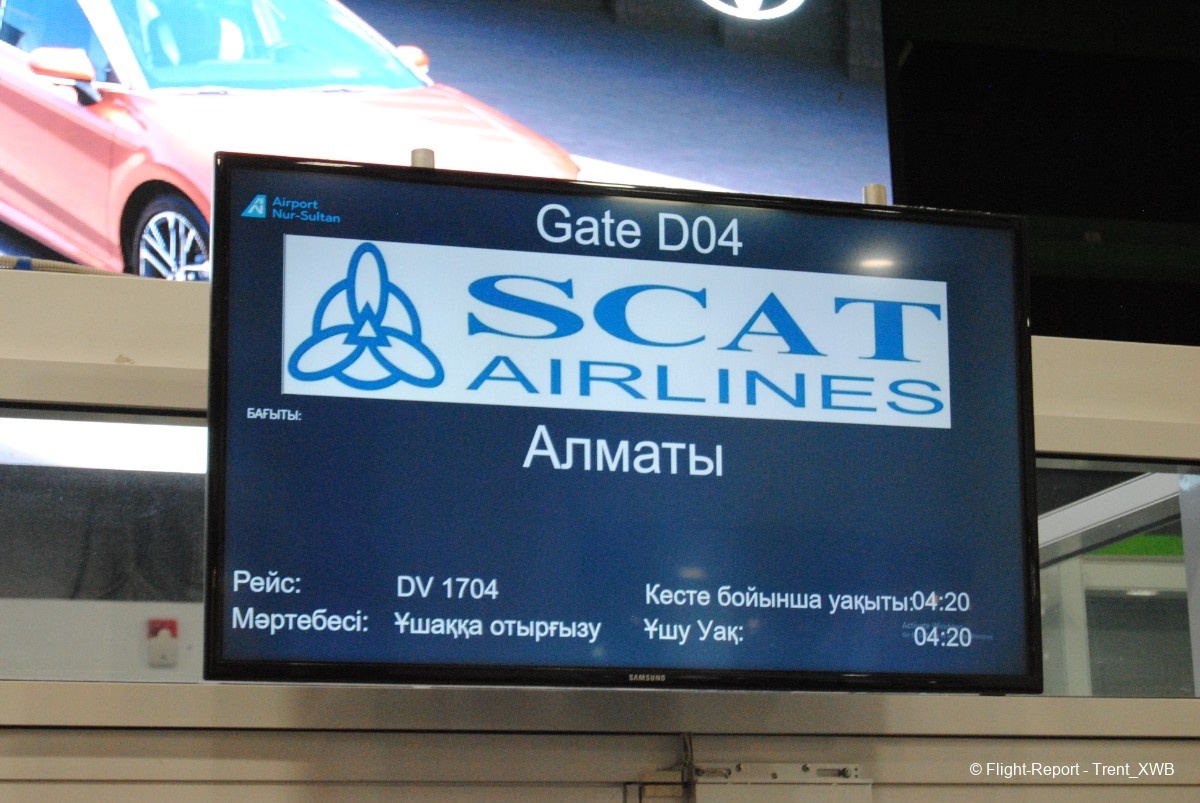 Airport
Nur-Sultan
Gate D04
SCAT
AIRLINES
БАҒЫТЫ:
Алматы
Рейс: DV 1704 Кесте бойынша уақыты: 04:20
Мәртебесі: Ұшаққа отырғызу Ұшу Уақ: 04:20
SAMSUNG
© Flight-Report - Trent_XWB